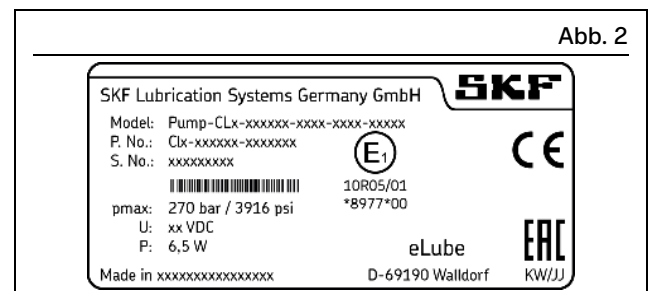 Abb. 2
SKF Lubrication Systems Germany GmbH SKF
Model: Pump-CLx-xxxxxx-xxxx-xxxx-xxxxx
P. No.: Clx-xxxxxx-xxxxxxx
S. No.: xxxxxxxxx
E1
CE
10R05/01
*8977*00
pmax: 270 bar / 3916 psi
U: xx VDC
P: 6,5 W
eLube
EAC
Made in xxxxxxxxxxxxxxxx D-69190 Walldorf KW/JJ